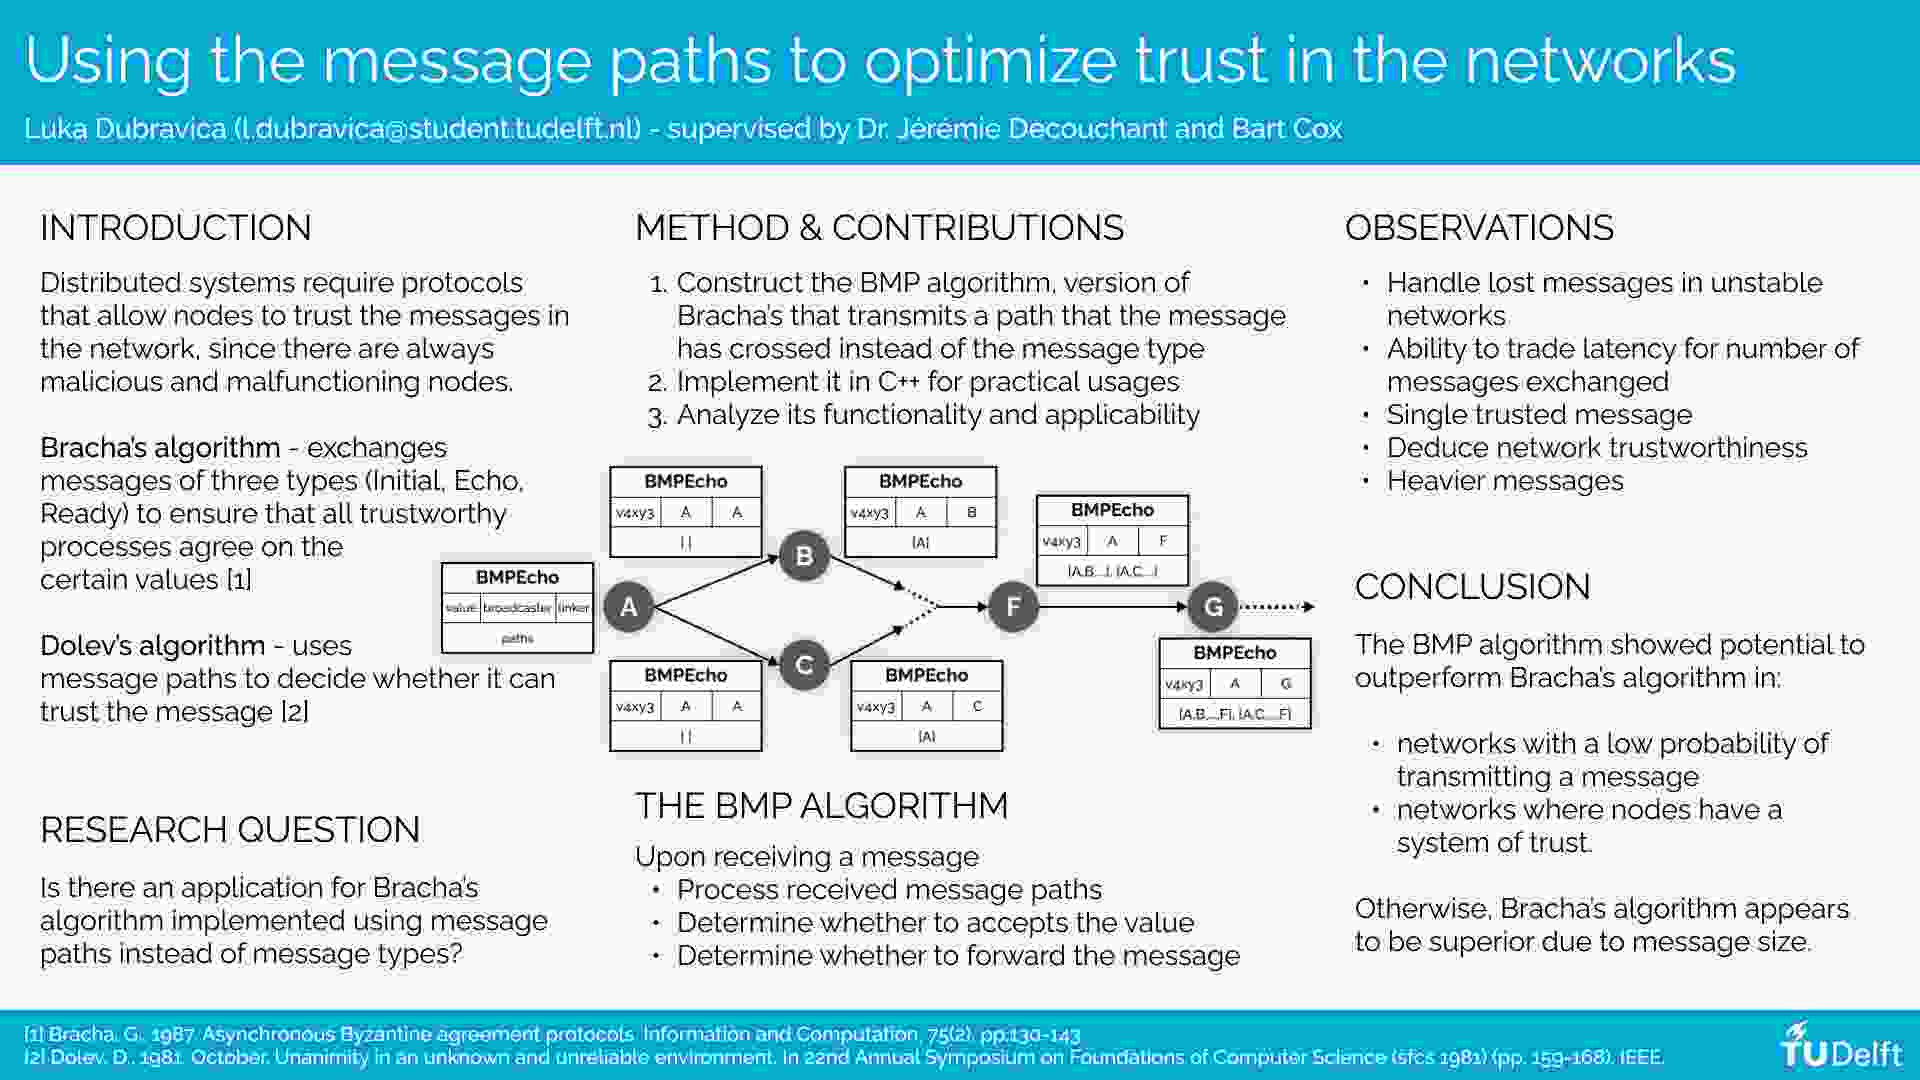 Using the message paths to optimize trust in the networks
Luka Dubravica (l.dubravica@student.tudelft.nl) - supervised by Dr. Jérémie Decouchant and Bart Cox
INTRODUCTION
Distributed systems require protocols
that allow nodes to trust the messages in
the network, since there are always
malicious and malfunctioning nodes.
Bracha's algorithm - exchanges
messages of three types (Initial, Echo,
Ready) to ensure that all trustworthy
processes agree on the
certain values [1]
Dolev's algorithm - uses
message paths to decide whether it can
trust the message [2]
RESEARCH QUESTION
Is there an application for Bracha's
algorithm implemented using message
paths instead of message types?
METHOD & CONTRIBUTIONS
1. Construct the BMP algorithm, version of
Bracha's that transmits a path that the message
has crossed instead of the message type
2. Implement it in C++ for practical usages
3. Analyze its functionality and applicability
BMPEcho
value broadcaster linker
paths
A
BMPEcho
v4xy3 A A
[ ]
BMPEcho
v4xy3 A A
[ ]
B
C
BMPEcho
v4xy3 A B
[A]
BMPEcho
v4xy3 A C
[A]
F
BMPEcho
v4xy3 A F
[A,B,...], [A,C,...]
G
BMPEcho
v4xy3 A G
[A,B,...,F], [A,C,...,F]
THE BMP ALGORITHM
Upon receiving a message
• Process received message paths
• Determine whether to accepts the value
• Determine whether to forward the message
OBSERVATIONS
• Handle lost messages in unstable
networks
• Ability to trade latency for number of
messages exchanged
• Single trusted message
• Deduce network trustworthiness
• Heavier messages
CONCLUSION
The BMP algorithm showed potential to
outperform Bracha's algorithm in:
• networks with a low probability of
transmitting a message
• networks where nodes have a
system of trust.
Otherwise, Bracha's algorithm appears
to be superior due to message size.
[1] Bracha, G., 1987. Asynchronous Byzantine agreement protocols. Information and Computation, 75(2), pp.130-143
[2] Dolev, D., 1981, October. Unanimity in an unknown and unreliable environment. In 22nd Annual Symposium on Foundations of Computer Science (sfcs 1981) (pp. 159-168). IEEE.
TUDelft